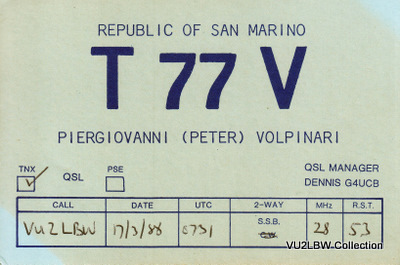 REPUBLIC OF SAN MARINO
T 77 V
PIERGIOVANNI (PETER) VOLPINARI
TNX PSE
QSL
QSL MANAGER
DENNIS G4UCB
CALL DATE UTC 2-WAY MHz R.S.T.
VU2LBW 17/3/88 0731 S.S.B. 28 53
VU2LBW Collection